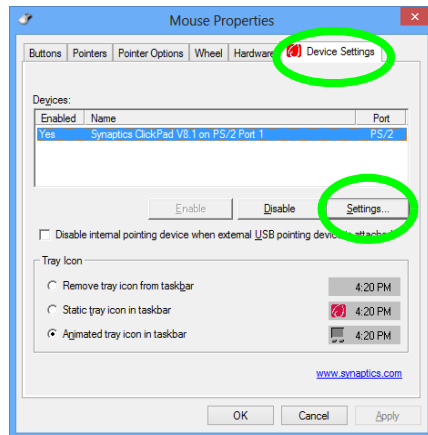 Mouse Properties
Buttons Pointers Pointer Options Wheel Hardware Device Settings
Devices:
Enabled Name Port
Yes Synaptics ClickPad V8.1 on PS/2 Port 1 PS/2
Enable Disable Settings...
Disable internal pointing device when external USB pointing device is attached
Tray Icon
Remove tray icon from taskbar 4:20 PM
Static tray icon in taskbar 4:20 PM
Animated tray icon in taskbar 4:20 PM
www.synaptics.com
OK Cancel Apply